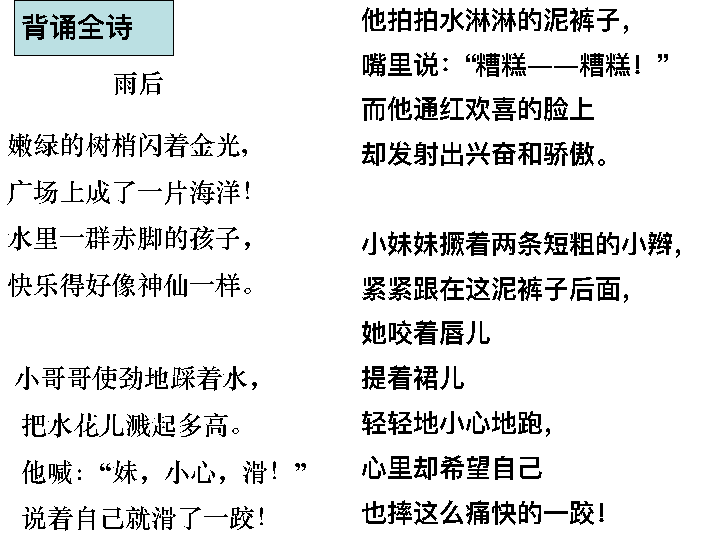 背诵全诗
雨后
嫩绿的树梢闪着金光，
广场上成了一片海洋！
水里一群赤脚的孩子，
快乐得好像神仙一样。
小哥哥使劲地踩着水，
把水花儿溅起多高。
他喊：“妹，小心，滑！”
说着自己就滑了一跤！
他拍拍水淋淋的泥裤子，
嘴里说：“糟糕——糟糕！”
而他通红欢喜的脸上
却发射出兴奋和骄傲。
小妹妹撅着两条短粗的小辫，
紧紧跟在这泥裤子后面，
她咬着唇儿
提着裙儿
轻轻地小心地跑，
心里却希望自己
也摔这么痛快的一跤！